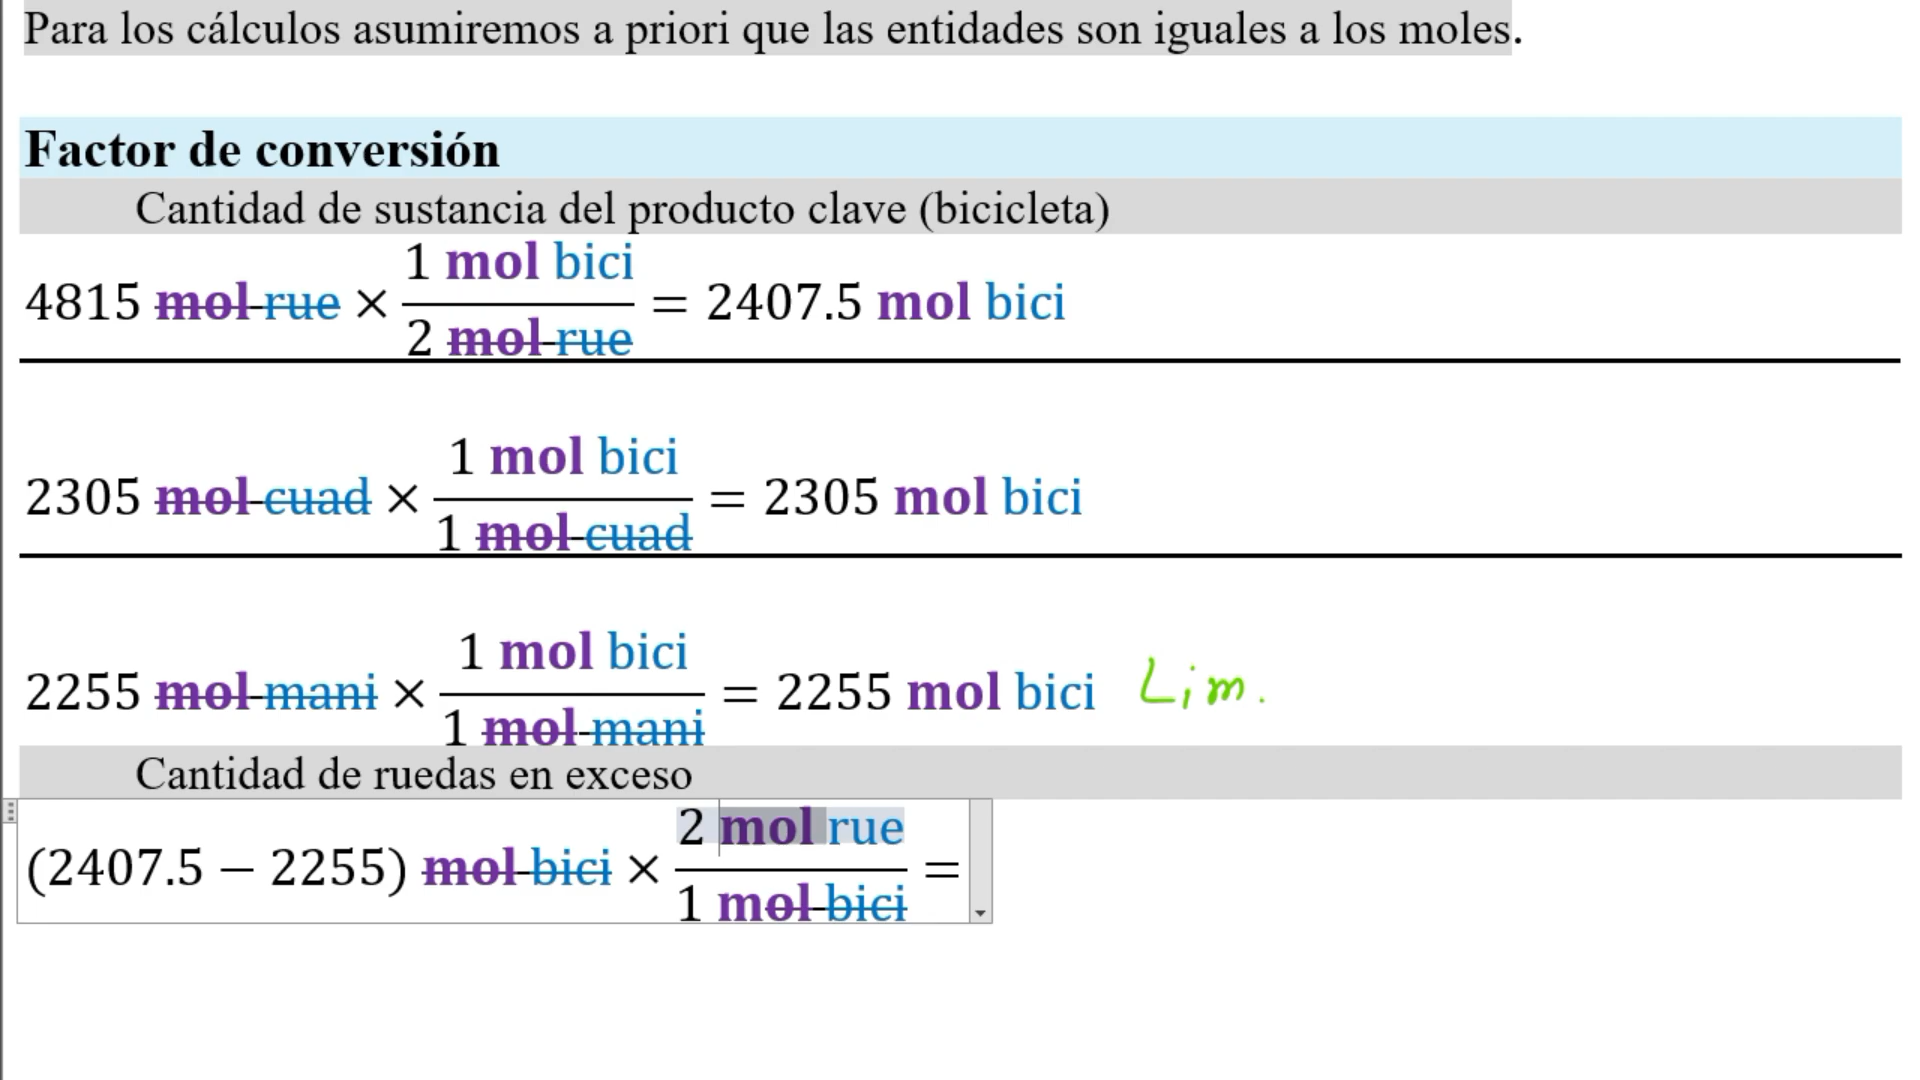 Para los cálculos asumiremos a priori que las entidades son iguales a los moles.
Factor de conversión
Cantidad de sustancia del producto clave (bicicleta)
4815 mol rue × 1 mol bici / 2 mol rue = 2407.5 mol bici
2305 mol cuad × 1 mol bici / 1 mol cuad = 2305 mol bici
2255 mol mani × 1 mol bici / 1 mol mani = 2255 mol bici Lim.
Cantidad de ruedas en exceso
(2407.5 − 2255) mol bici × 2 mol rue / 1 mol bici =